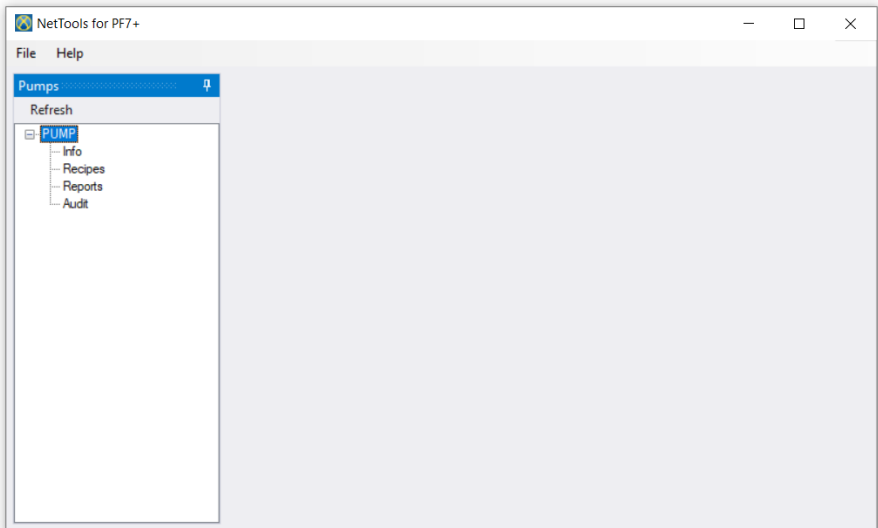 NetTools for PF7+
File Help
Pumps
Refresh
PUMP
Info
Recipes
Reports
Audit